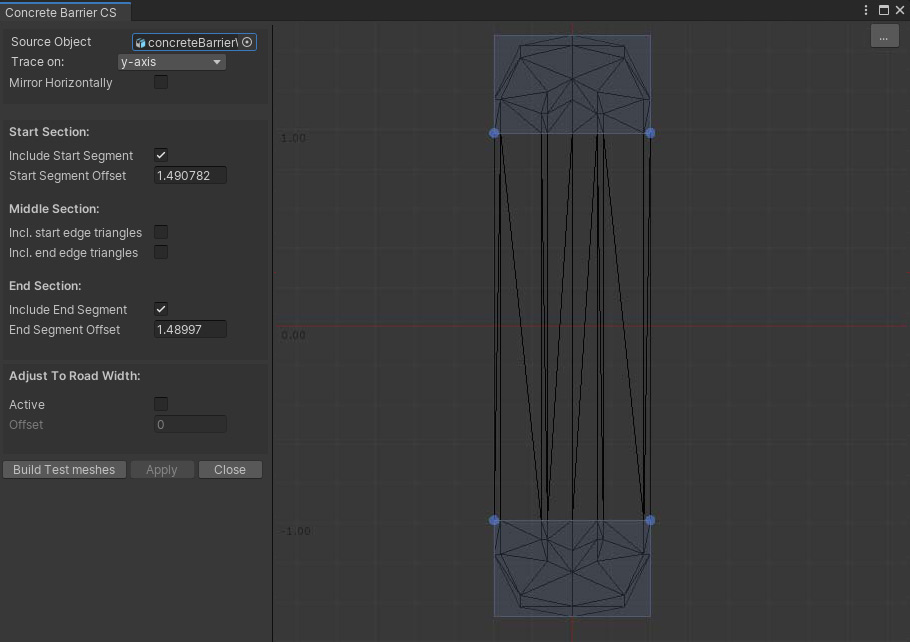 Concrete Barrier CS
Source Object concreteBarrier\
Trace on: y-axis
Mirror Horizontally
...
Start Section:
Include Start Segment
Start Segment Offset 1.490782
Middle Section:
Incl. start edge triangles
Incl. end edge triangles
End Section:
Include End Segment
End Segment Offset 1.48997
Adjust To Road Width:
Active
Offset 0
Build Test meshes Apply Close
1.00
0.00
-1.00